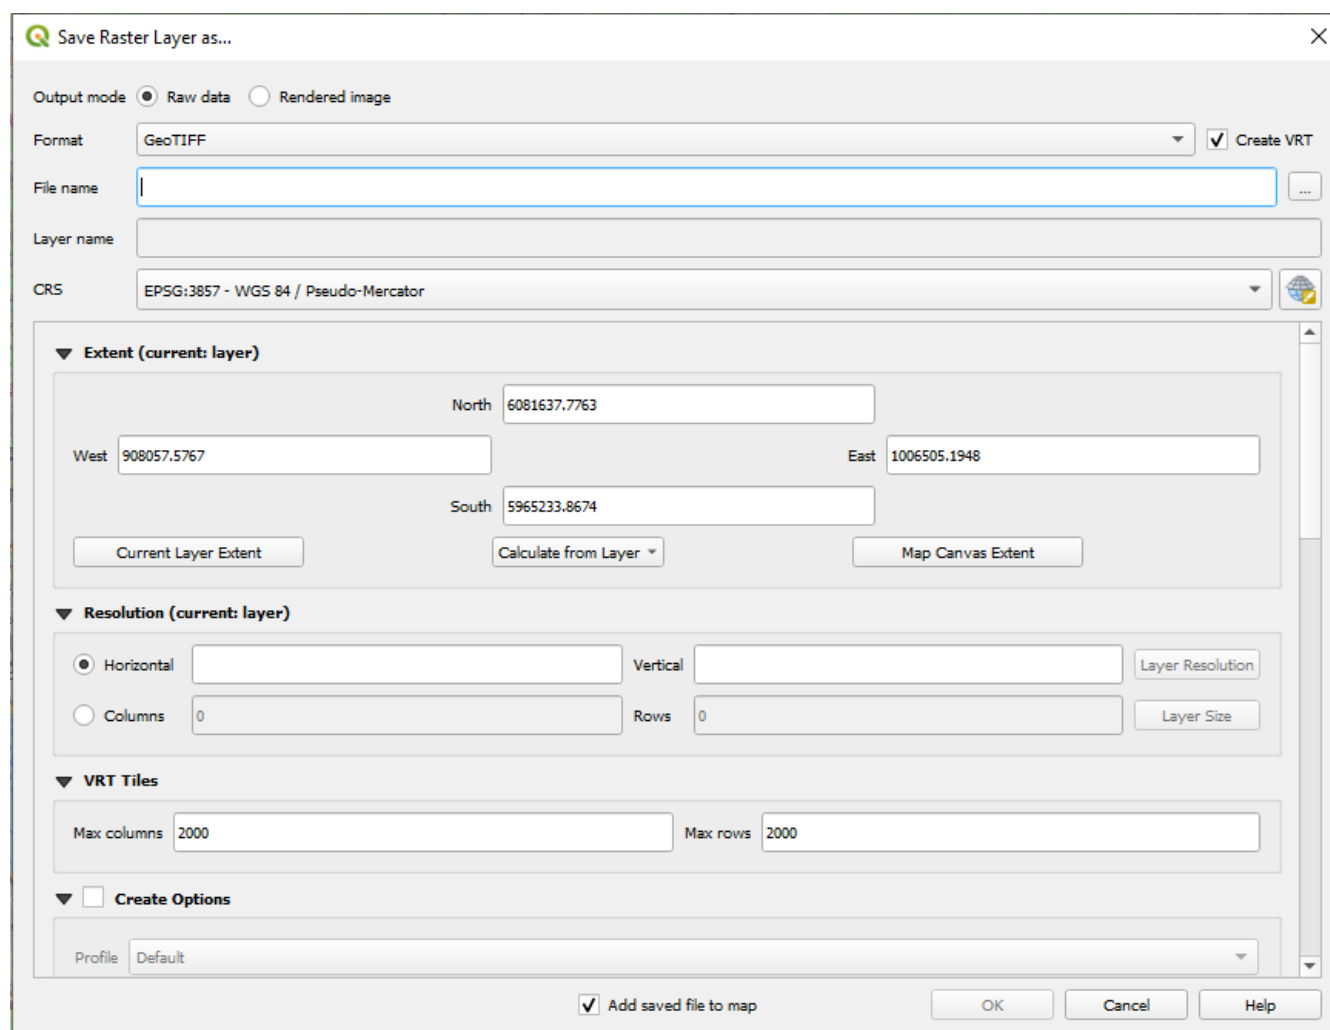 Save Raster Layer as...
Output mode Raw data Rendered image
Format GeoTIFF Create VRT
File name ...
Layer name
CRS EPSG:3857 - WGS 84 / Pseudo-Mercator
Extent (current: layer)
North 6081637.7763
West 908057.5767 East 1006505.1948
South 5965233.8674
Current Layer Extent Calculate from Layer Map Canvas Extent
Resolution (current: layer)
Horizontal Vertical Layer Resolution
Columns 0 Rows 0 Layer Size
VRT Tiles
Max columns 2000 Max rows 2000
Create Options
Profile Default
Add saved file to map OK Cancel Help